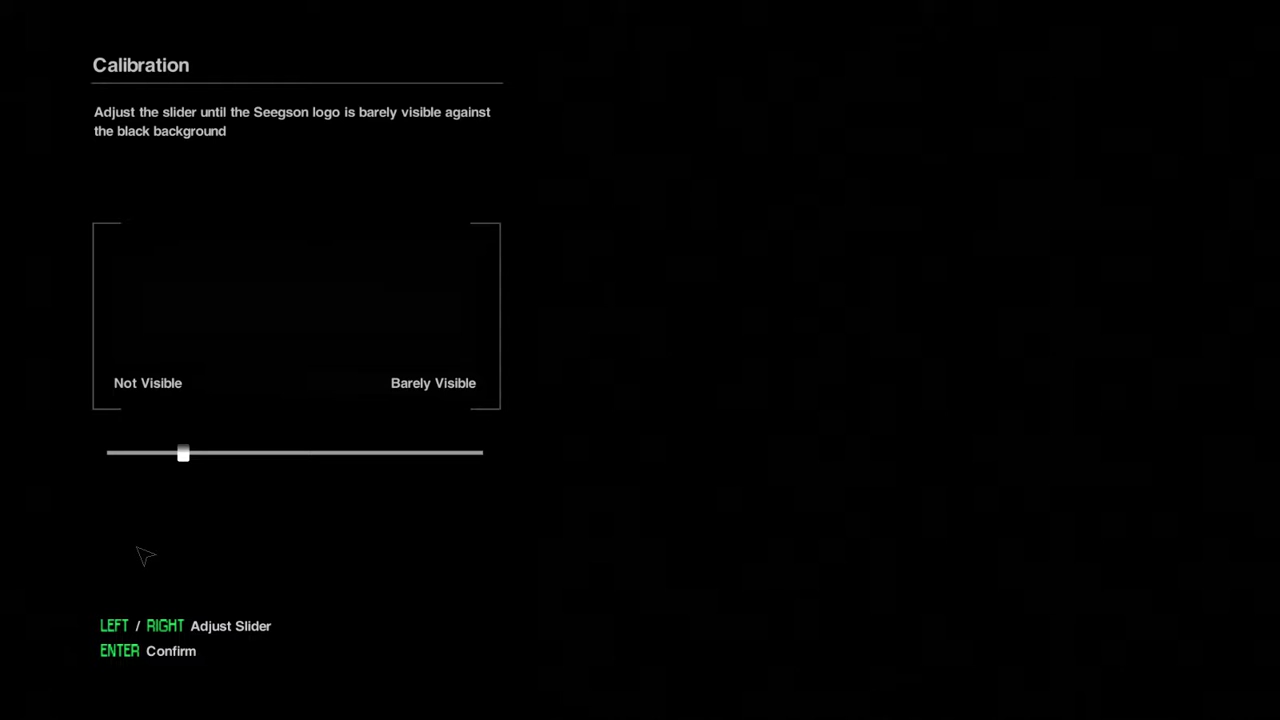 Calibration
Adjust the slider until the Seegson logo is barely visible against
the black background
Not Visible
Barely Visible
LEFT / RIGHT Adjust Slider
ENTER Confirm